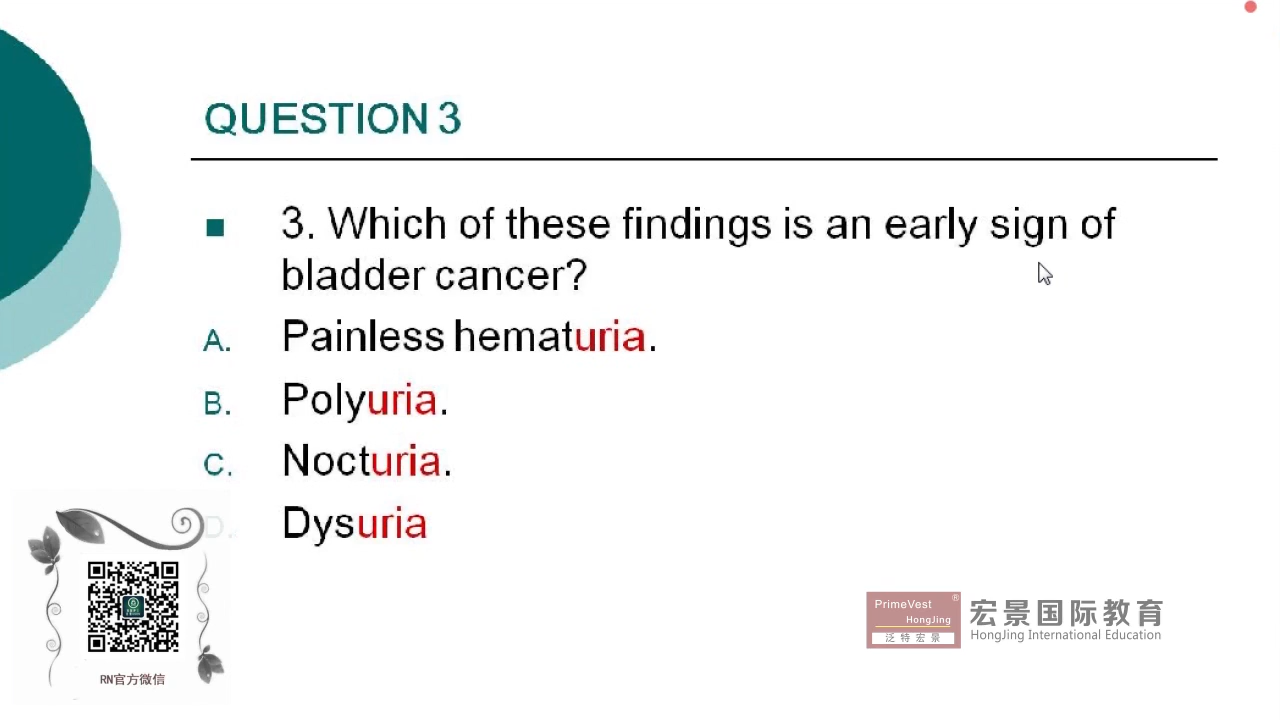 QUESTION 3
3. Which of these findings is an early sign of
bladder cancer?
A. Painless hematuria.
B. Polyuria.
C. Nocturia.
D. Dysuria
RN官方微信
PrimeVest ®
HongJing
泛特宏景
宏景国际教育
HongJing International Education